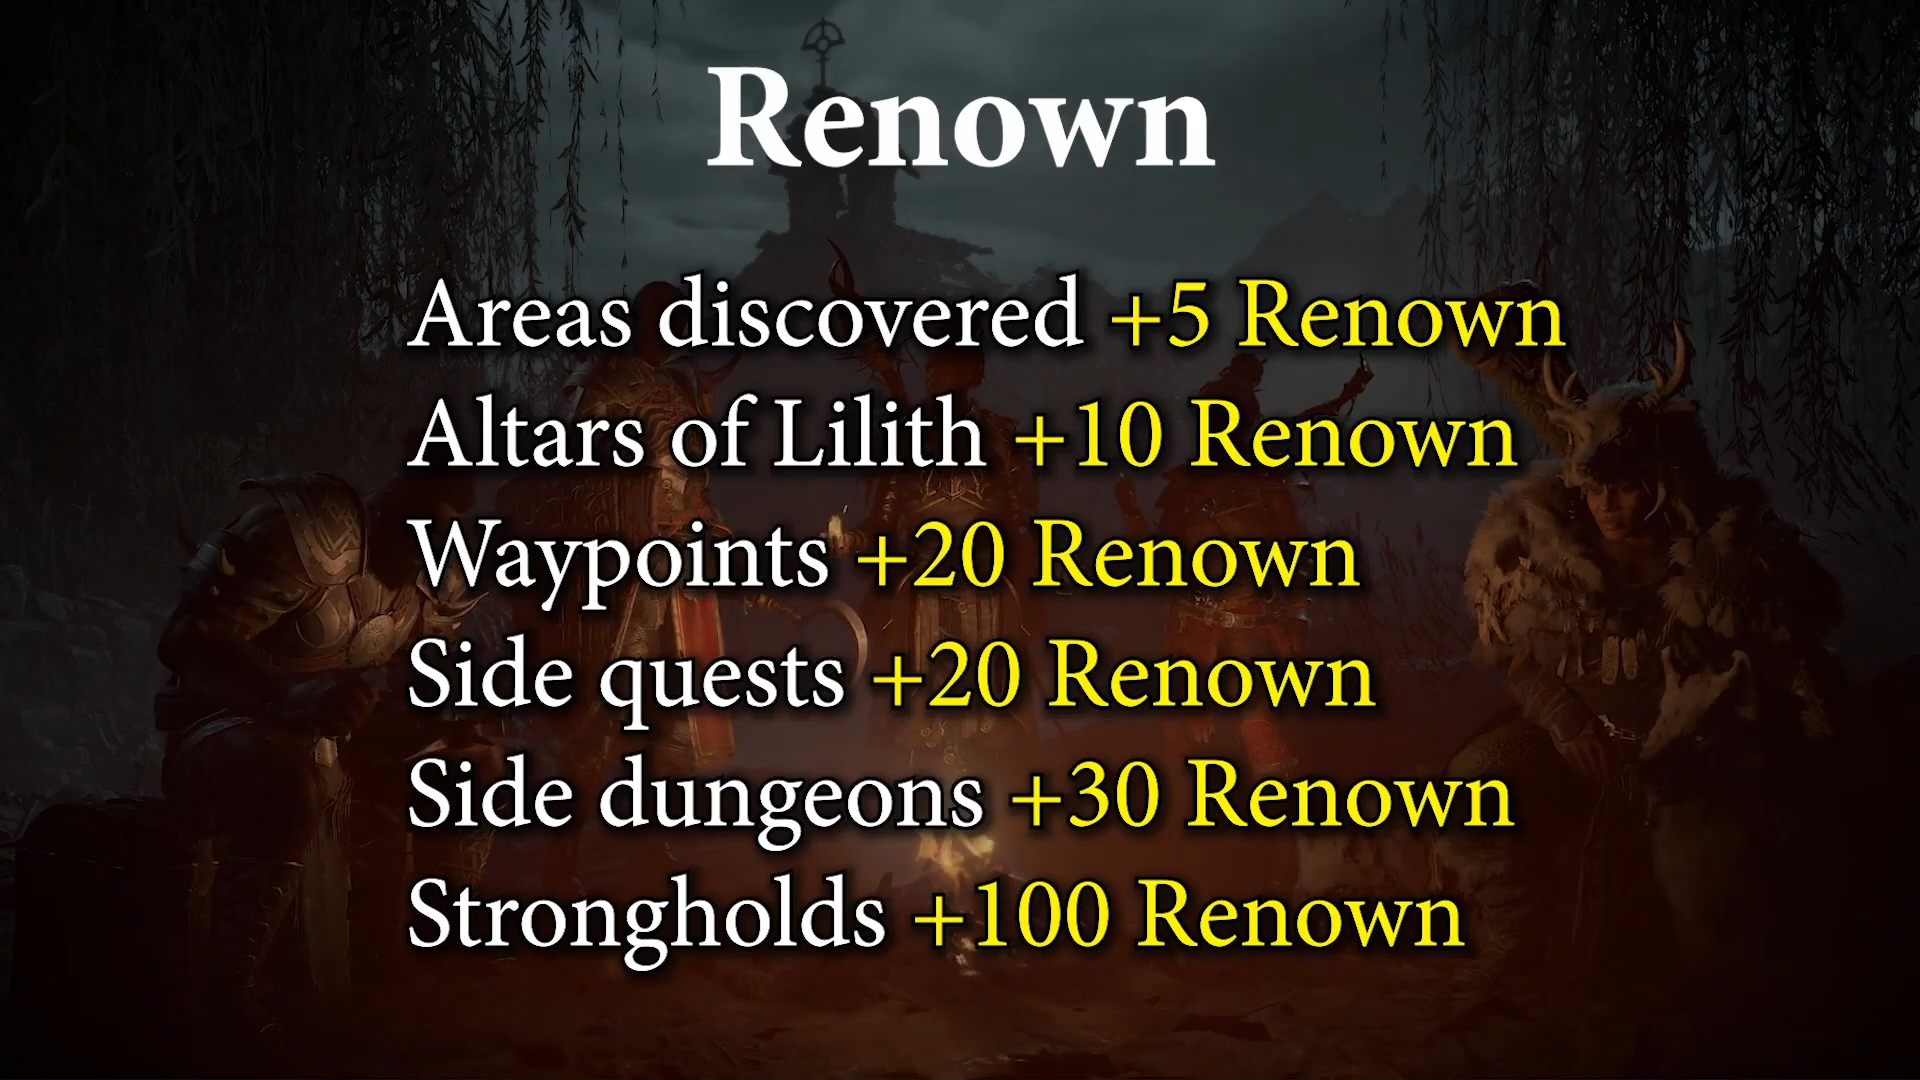 Renown
Areas discovered +5 Renown
Altars of Lilith +10 Renown
Waypoints +20 Renown
Side quests +20 Renown
Side dungeons +30 Renown
Strongholds +100 Renown